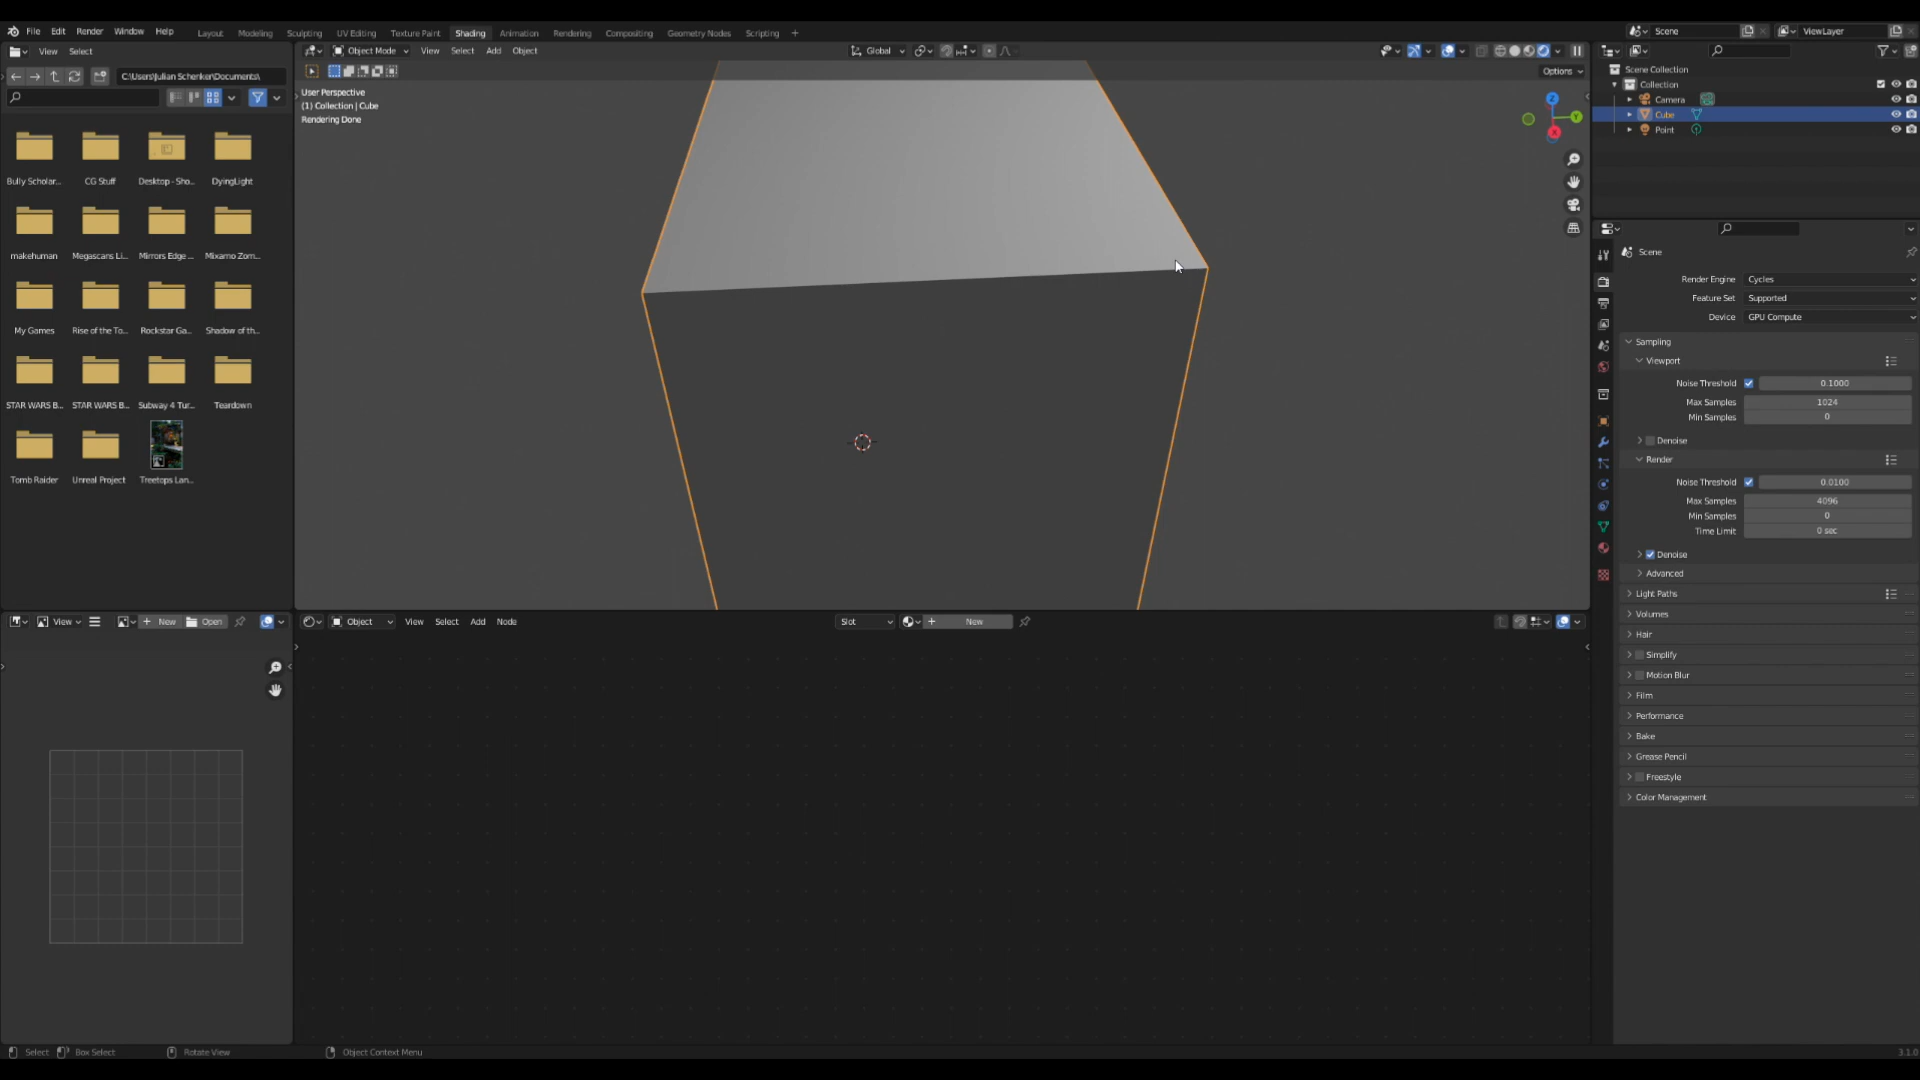 File Edit Render Window Help Layout Modeling Sculpting UV Editing Texture Paint Shading Animation Rendering Compositing Geometry Nodes Scripting + Scene ViewLayer
View Select
Object Mode View Select Add Object Global
C:\Users\Julian Schenker\Documents\
Options
User Perspective
(1) Collection | Cube
Rendering Done
Bully Scholar... CG Stuff Desktop - Sho... DyingLight
makehuman Megascans Li... Mirrors Edge ... Mixamo Zom...
My Games Rise of the To... Rockstar Ga... Shadow of th...
STAR WARS B... STAR WARS B... Subway 4 Tur... Teardown
Tomb Raider Unreal Project Treetops Lan...
Z
Y
X
Scene Collection
Collection
Camera
Cube
Point
Scene
Render Engine Cycles
Feature Set Supported
Device GPU Compute
Sampling
Viewport
Noise Threshold 0.1000
Max Samples 1024
Min Samples 0
Denoise
Render
Noise Threshold 0.0100
Max Samples 4096
Min Samples 0
Time Limit 0 sec
Denoise
Advanced
Light Paths
Volumes
Hair
Simplify
Motion Blur
Film
Performance
Bake
Grease Pencil
Freestyle
Color Management
View + New Open
Object View Select Add Node Slot + New
Select Box Select Rotate View Object Context Menu 3.1.0